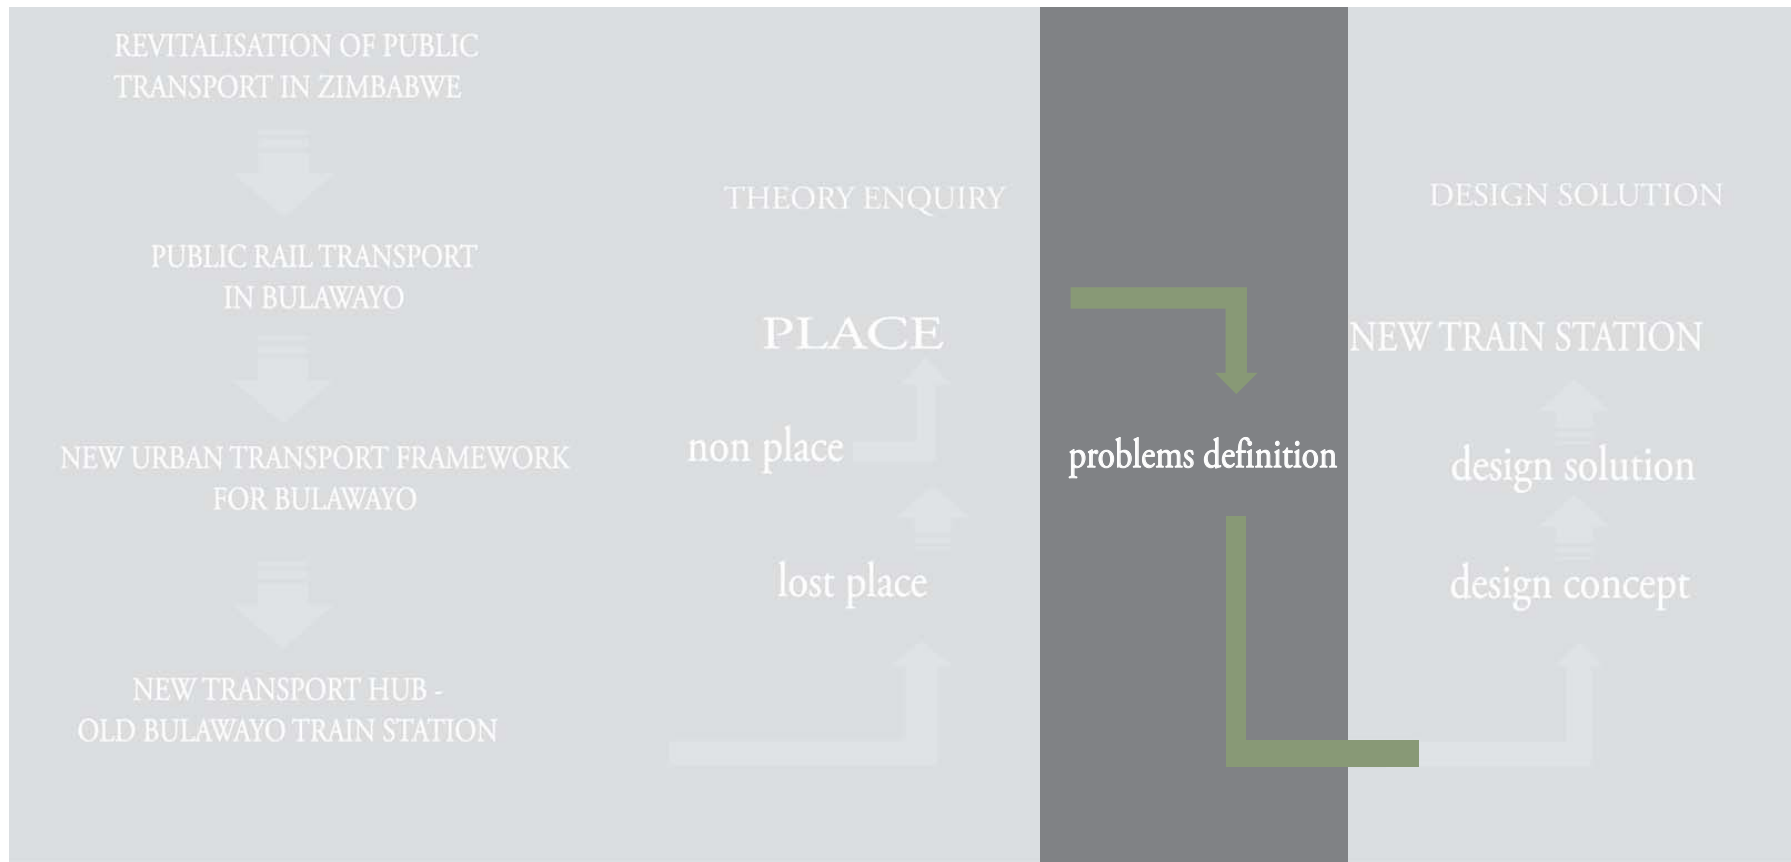 REVITALISATION OF PUBLIC
TRANSPORT IN ZIMBABWE
PUBLIC RAIL TRANSPORT
IN BULAWAYO
NEW URBAN TRANSPORT FRAMEWORK
FOR BULAWAYO
NEW TRANSPORT HUB -
OLD BULAWAYO TRAIN STATION
THEORY ENQUIRY
PLACE
non place
lost place
problems definition
DESIGN SOLUTION
NEW TRAIN STATION
design solution
design concept